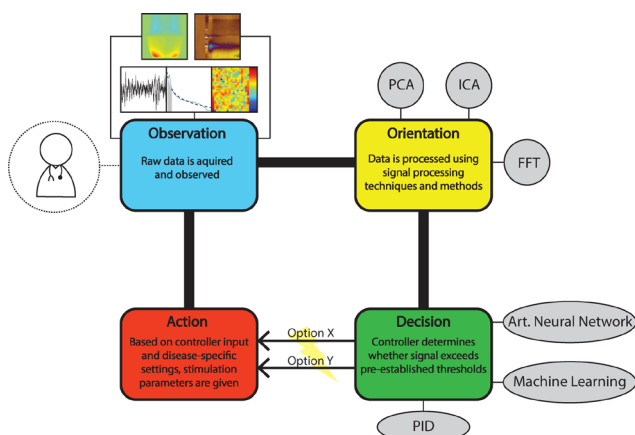 PCA
ICA
Observation
Raw data is aquired
and observed
Orientation
Data is processed using
signal processing
techniques and methods
FFT
Action
Based on controller input
and disease-specific
settings, stimulation
parameters are given
Option X
Option Y
Decision
Controller determines
whether signal exceeds
pre-established thresholds
Art. Neural Network
Machine Learning
PID